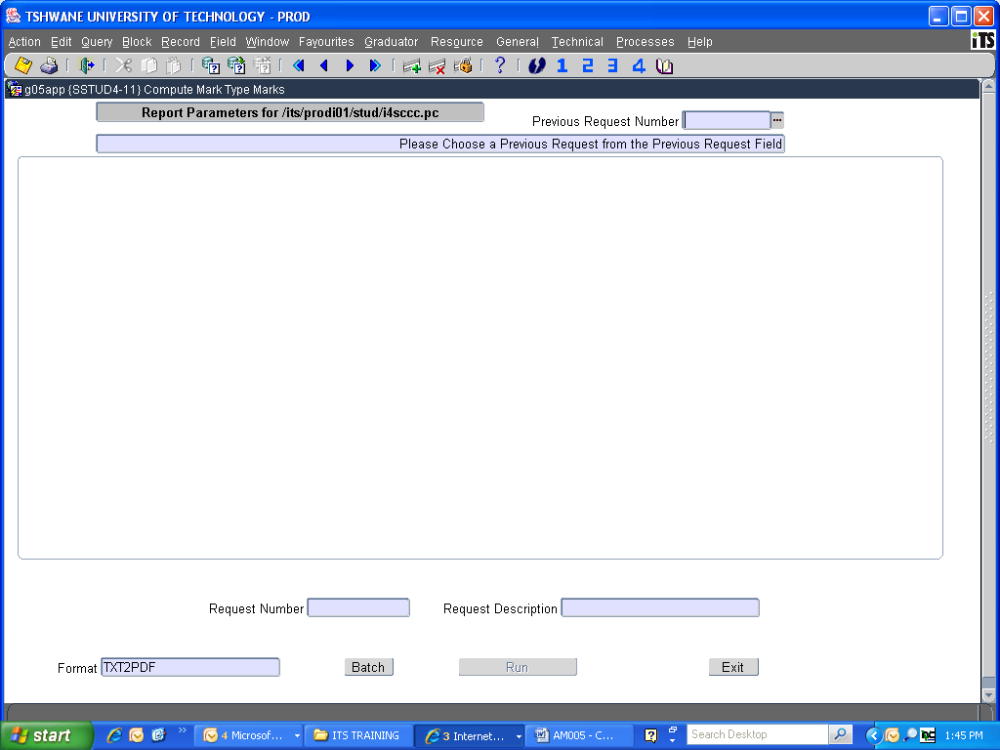 TSHWANE UNIVERSITY OF TECHNOLOGY - PROD
Action Edit Query Block Record Field Window Favourites Graduator Resource General Technical Processes Help
iTS
? 1 2 3 4
g05app {SSTUD4-11} Compute Mark Type Marks
Report Parameters for /its/prodi01/stud/i4sccc.pc
Previous Request Number
Please Choose a Previous Request from the Previous Request Field
Request Number Request Description
Format TXT2PDF Batch Run Exit
start 4 Microsof... ITS TRAINING 3 Internet... AM005 - C... Search Desktop 1:45 PM